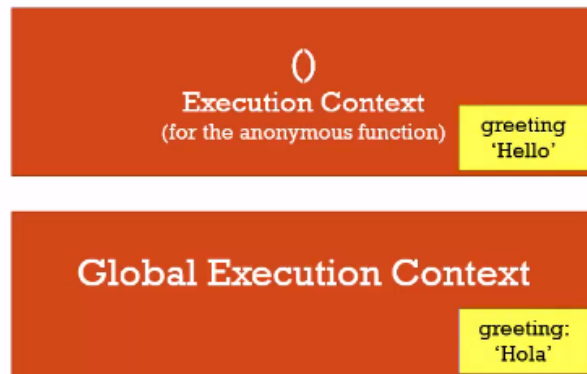 ()
Execution Context
(for the anonymous function)
greeting
‘Hello’
Global Execution Context
greeting:
‘Hola’